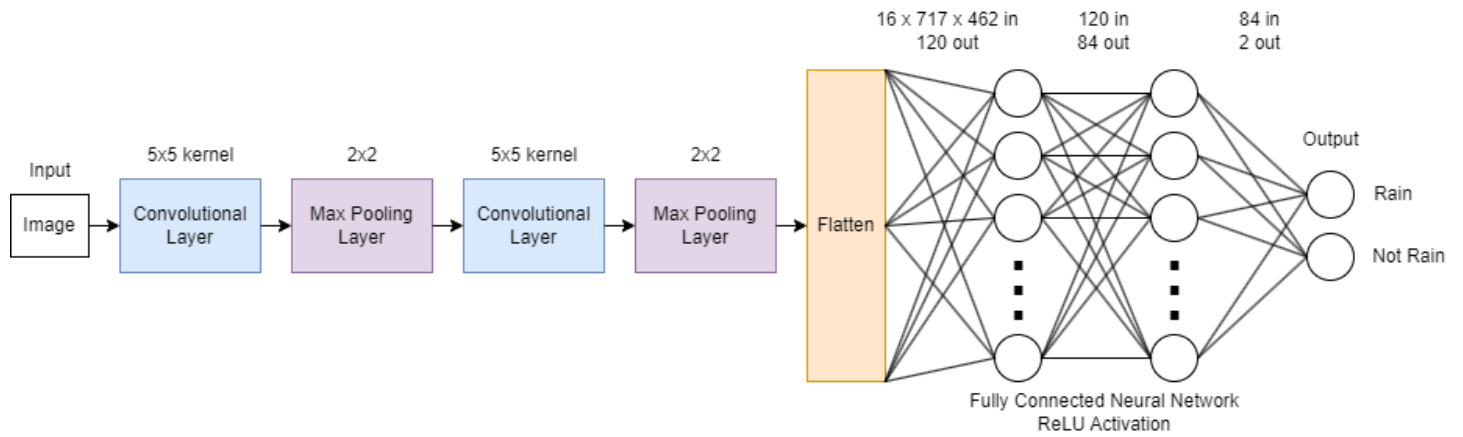 16 x 717 x 462 in
120 out
120 in
84 out
84 in
2 out
Input
5x5 kernel
2x2
5x5 kernel
2x2
Output
Image
Convolutional
Layer
Max Pooling
Layer
Convolutional
Layer
Max Pooling
Layer
Flatten
Rain
Not Rain
Fully Connected Neural Network
ReLU Activation